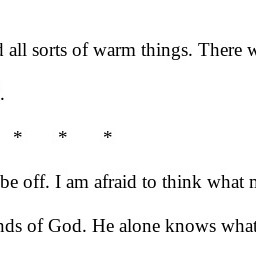 all sorts of warm things. There
.
* * *
be off. I am afraid to think what
of God. He alone knows what